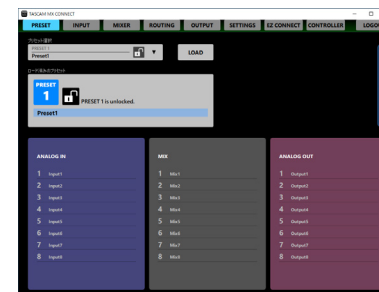 TASCAM MX CONNECT
PRESET INPUT MIXER ROUTING OUTPUT SETTINGS EZ CONNECT CONTROLLER LOGO
プリセット選択
PRESET 1
Preset1
LOAD
ロード済みのプリセット
PRESET
1
PRESET 1 is unlocked.
Preset1
ANALOG IN
1 Input1
2 Input2
3 Input3
4 Input4
5 Input5
6 Input6
7 Input7
8 Input8
MIX
1 Mix1
2 Mix2
3 Mix3
4 Mix4
5 Mix5
6 Mix6
7 Mix7
8 Mix8
ANALOG OUT
1 Output1
2 Output2
3 Output3
4 Output4
5 Output5
6 Output6
7 Output7
8 Output8